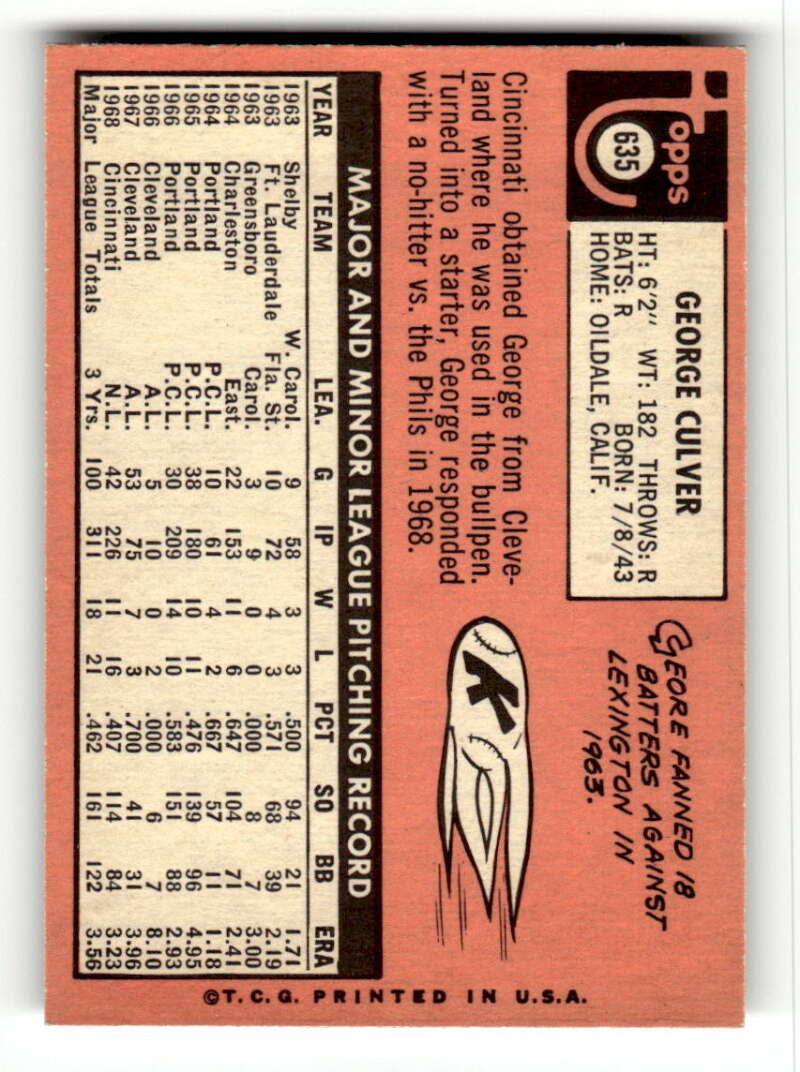 Topps
635
GEORGE CULVER
HT: 6'2" WT: 182 THROWS: R
BATS: R BORN: 7/8/43
HOME: OILDALE, CALIF.
GEORE FANNED 18
BATTERS AGAINST
LEXINGTON IN
1963.
Cincinnati obtained George from Cleve-
land where he was used in the bullpen.
Turned into a starter, George responded
with a no-hitter vs. the Phils in 1968.
K
MAJOR AND MINOR LEAGUE PITCHING RECORD
YEAR TEAM LEA. G IP W L PCT SO BB ERA
1963 Shelby W. Carol. 9 58 3 3 .500 94 21 1.71
1963 Ft. Lauderdale Fla. St. 10 72 4 3 .571 68 39 2.19
1963 Greensboro Carol. 3 9 0 0 .000 8 7 3.00
1964 Charleston East. 22 153 11 6 .647 104 71 2.41
1964 Portland P.C.L. 10 61 4 2 .667 57 11 1.18
1965 Portland P.C.L. 38 180 10 11 .476 139 96 4.95
1966 Portland P.C.L. 30 209 14 10 .583 151 88 2.93
1966 Cleveland A.L. 5 10 0 2 .000 6 7 8.10
1967 Cleveland A.L. 53 75 7 3 .700 41 31 3.96
1968 Cincinnati N.L. 42 226 11 16 .407 114 84 3.23
Major League Totals 3 Yrs. 100 311 18 21 .462 161 122 3.56
©T.C.G. PRINTED IN U.S.A.